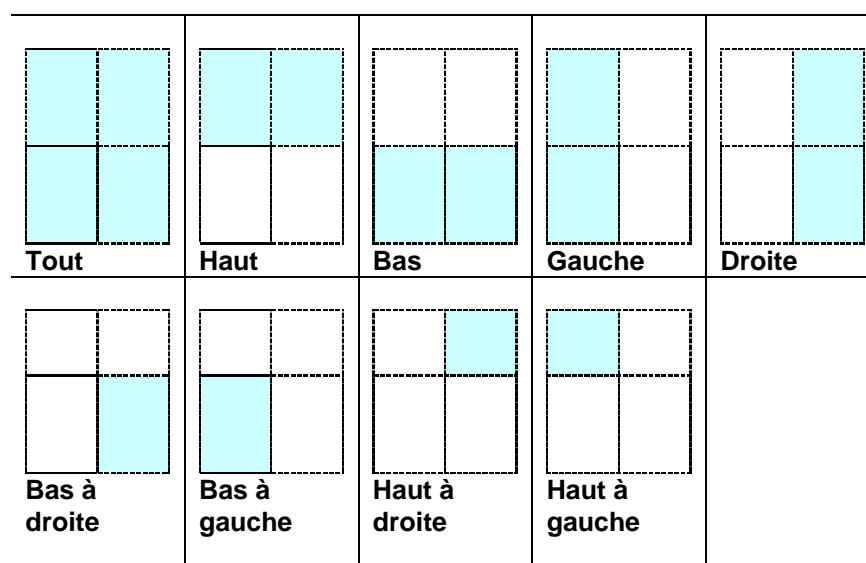 Tout
Haut
Bas
Gauche
Droite
Bas à
droite
Bas à
gauche
Haut à
droite
Haut à
gauche